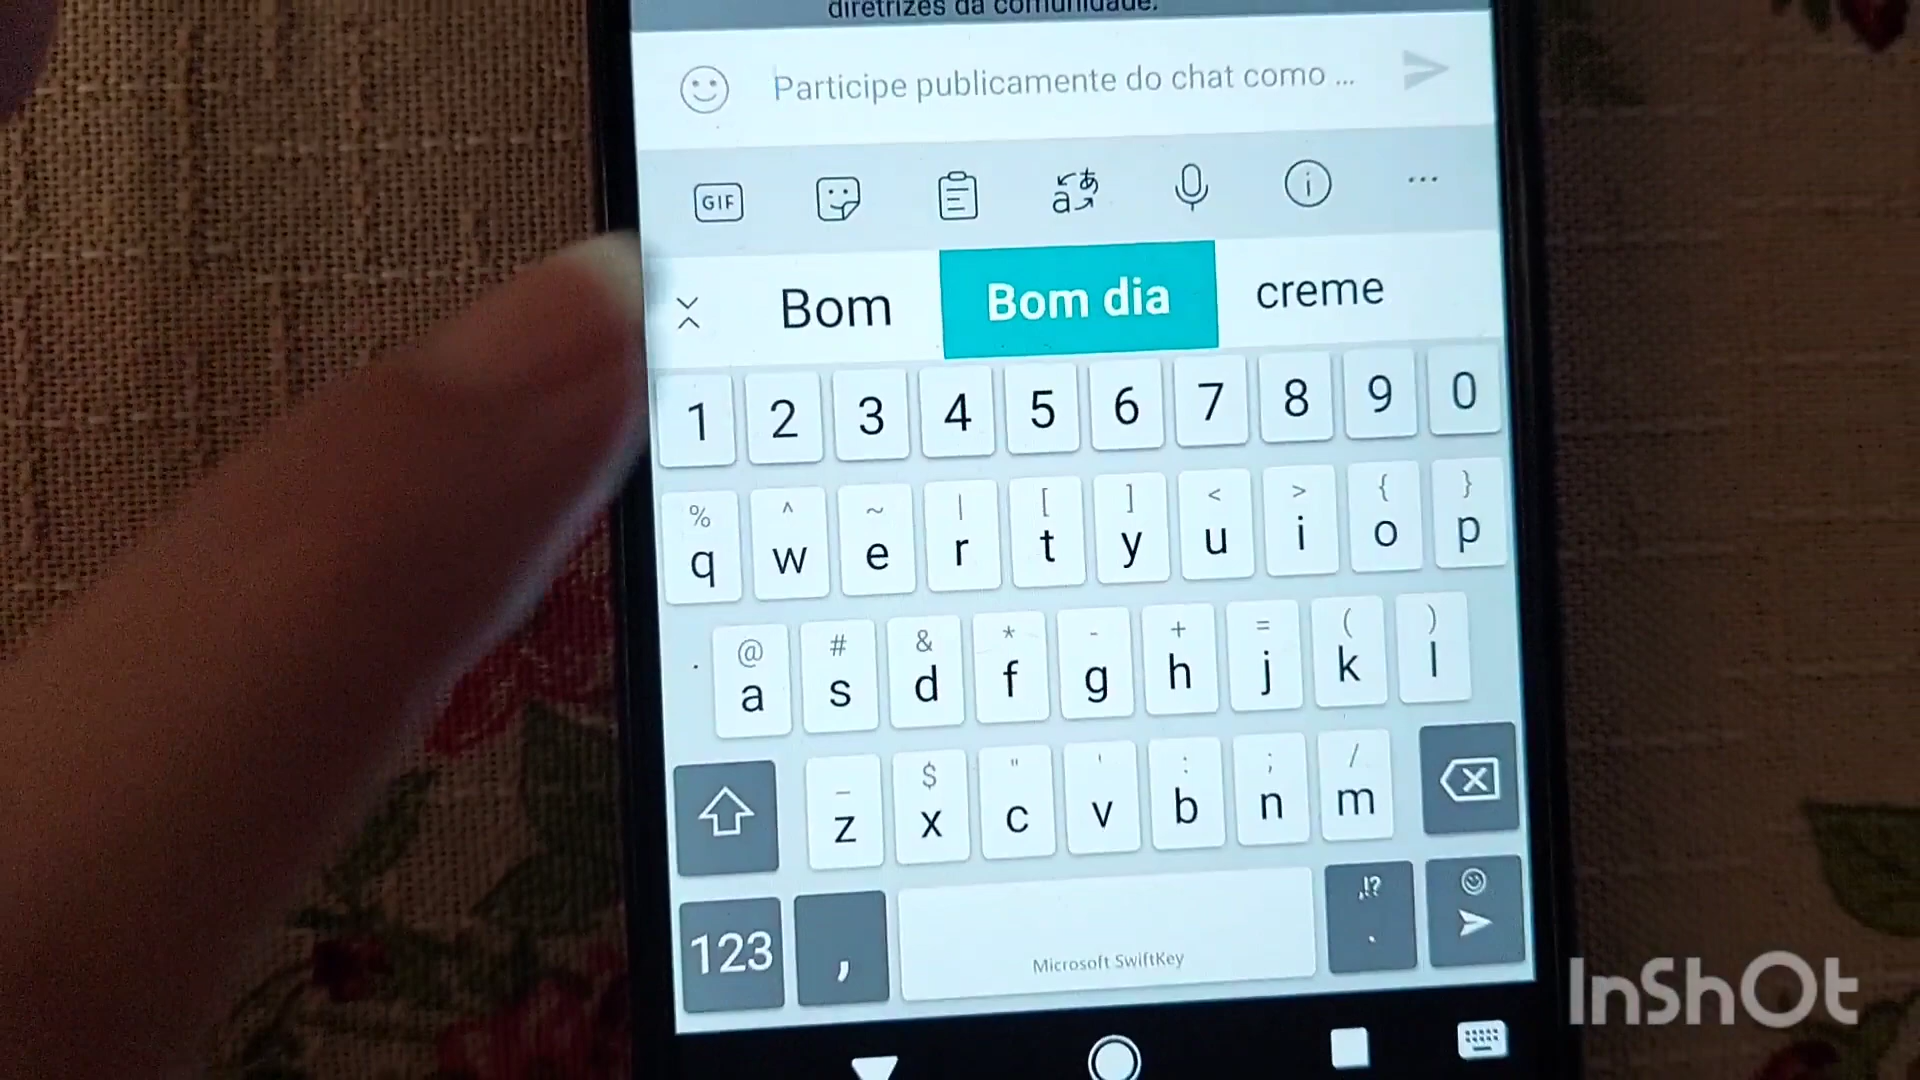 diretrizes da comunidade.
Participe publicamente do chat como ...
GIF
Bom Bom dia creme
1 2 3 4 5 6 7 8 9 0
% ^ ~ | [ ] < > { }
q w e r t y u i o p
@ # & * - + = ( )
a s d f g h j k l
_ $ " ' : ; /
z x c v b n m
,!?
123 , Microsoft SwiftKey .
InShOt